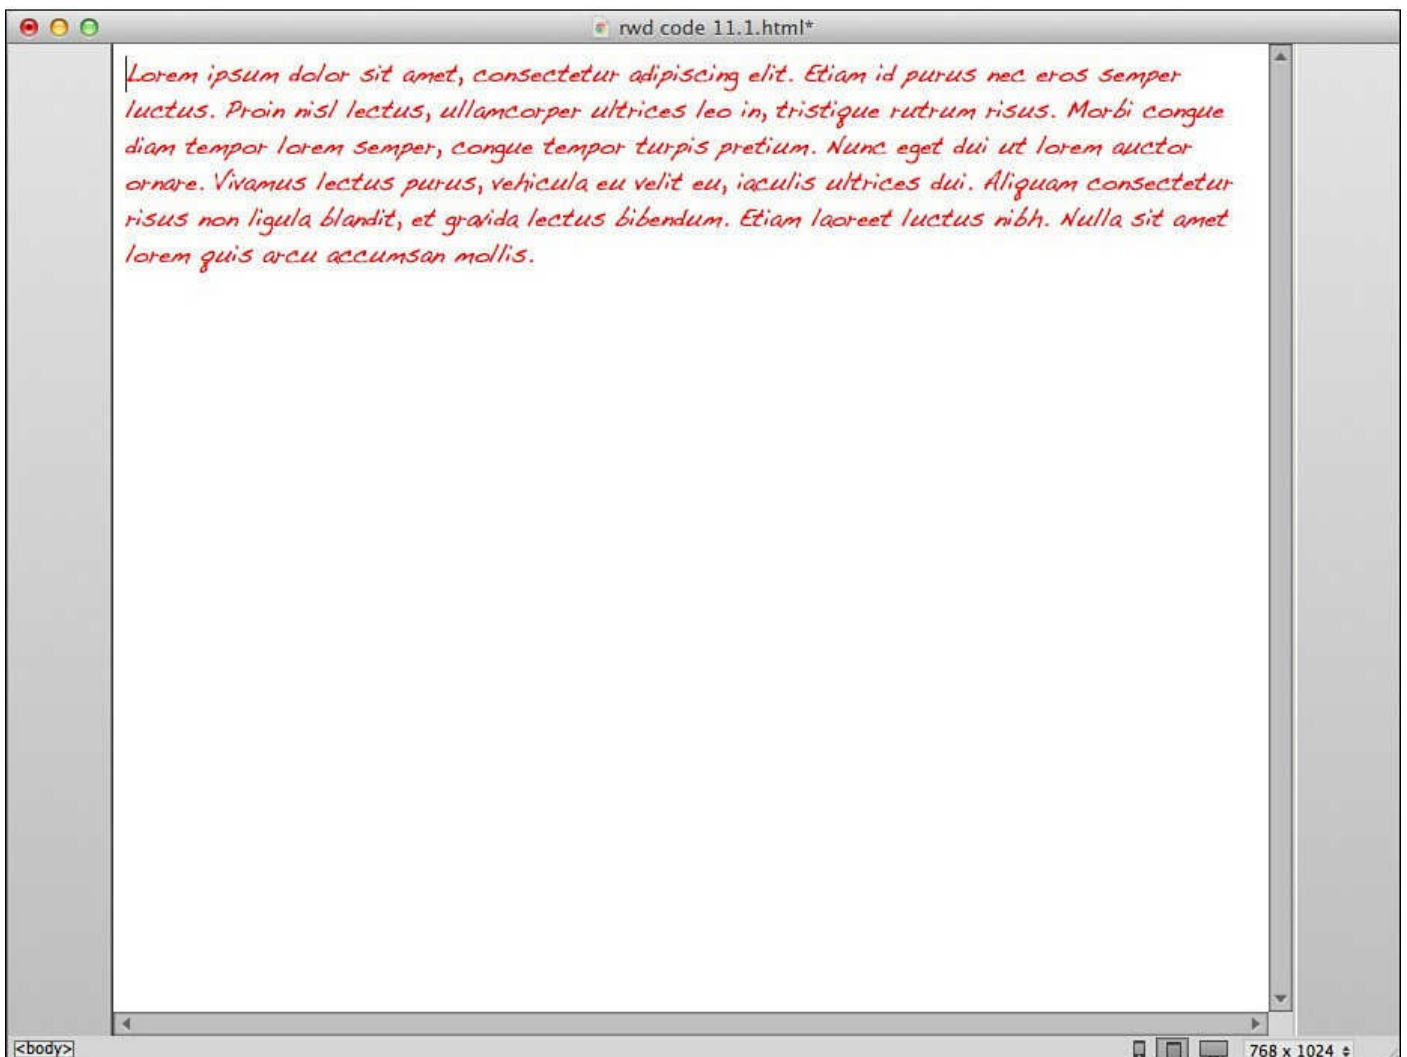 rwd code 11.1.html*
Lorem ipsum dolor sit amet, consectetur adipiscing elit. Etiam id purus nec eros semper
luctus. Proin nisl lectus, ullamcorper ultrices leo in, tristique rutrum risus. Morbi congue
diam tempor lorem semper, congue tempor turpis pretium. Nunc eget dui ut lorem auctor
ornare. Vivamus lectus purus, vehicula eu velit eu, iaculis ultrices dui. Aliquam consectetur
risus non ligula blandit, et gravida lectus bibendum. Etiam laoreet luctus nibh. Nulla sit amet
lorem quis arcu accumsan mollis.
<body> 768 x 1024